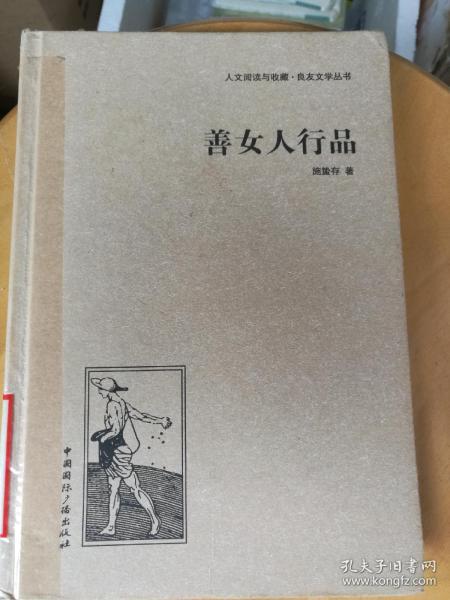 人文阅读与收藏·良友文学丛书
善女人行品
施蛰存 著
中国国际广播出版社
孔夫子旧书网
www.kongfz.com